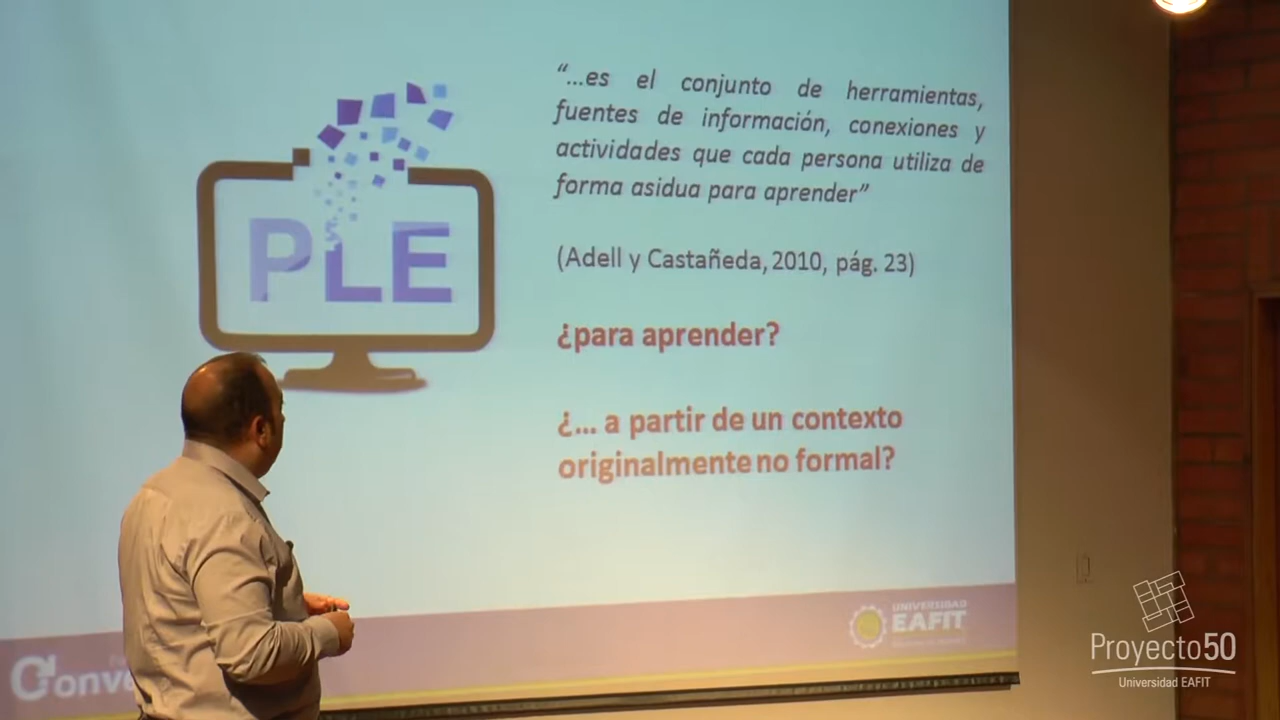 PLE
“...es el conjunto de herramientas,
fuentes de información, conexiones y
actividades que cada persona utiliza de
forma asidua para aprender”
(Adell y Castañeda, 2010, pág. 23)
¿para aprender?
¿... a partir de un contexto
originalmente no formal?
UNIVERSIDAD
EAFIT
Proyecto50
Universidad EAFIT